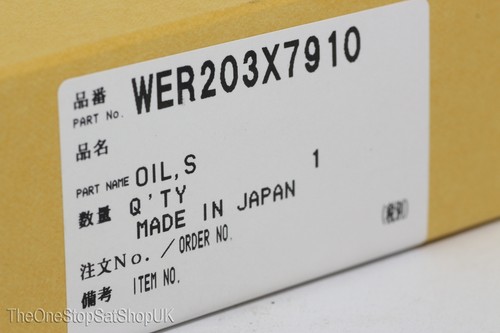 品番 WER203X7910
PART No.
品名
PART NAME OIL,S 1
数量 Q'TY
MADE IN JAPAN
注文No./ORDER NO.
備考 ITEM NO.
TheOneStopSatShopUK